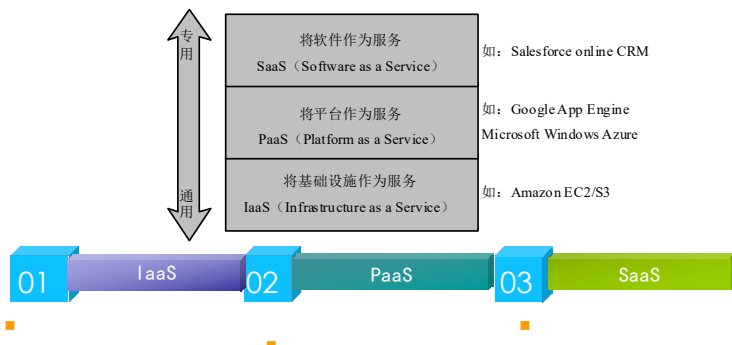 专用
将软件作为服务
SaaS（Software as a Service）
如：Salesforce online CRM
将平台作为服务
PaaS（Platform as a Service）
如：Google App Engine
Microsoft Windows Azure
将基础设施作为服务
IaaS（Infrastructure as a Service）
如：Amazon EC2/S3
通用
01 IaaS 02 PaaS 03 SaaS